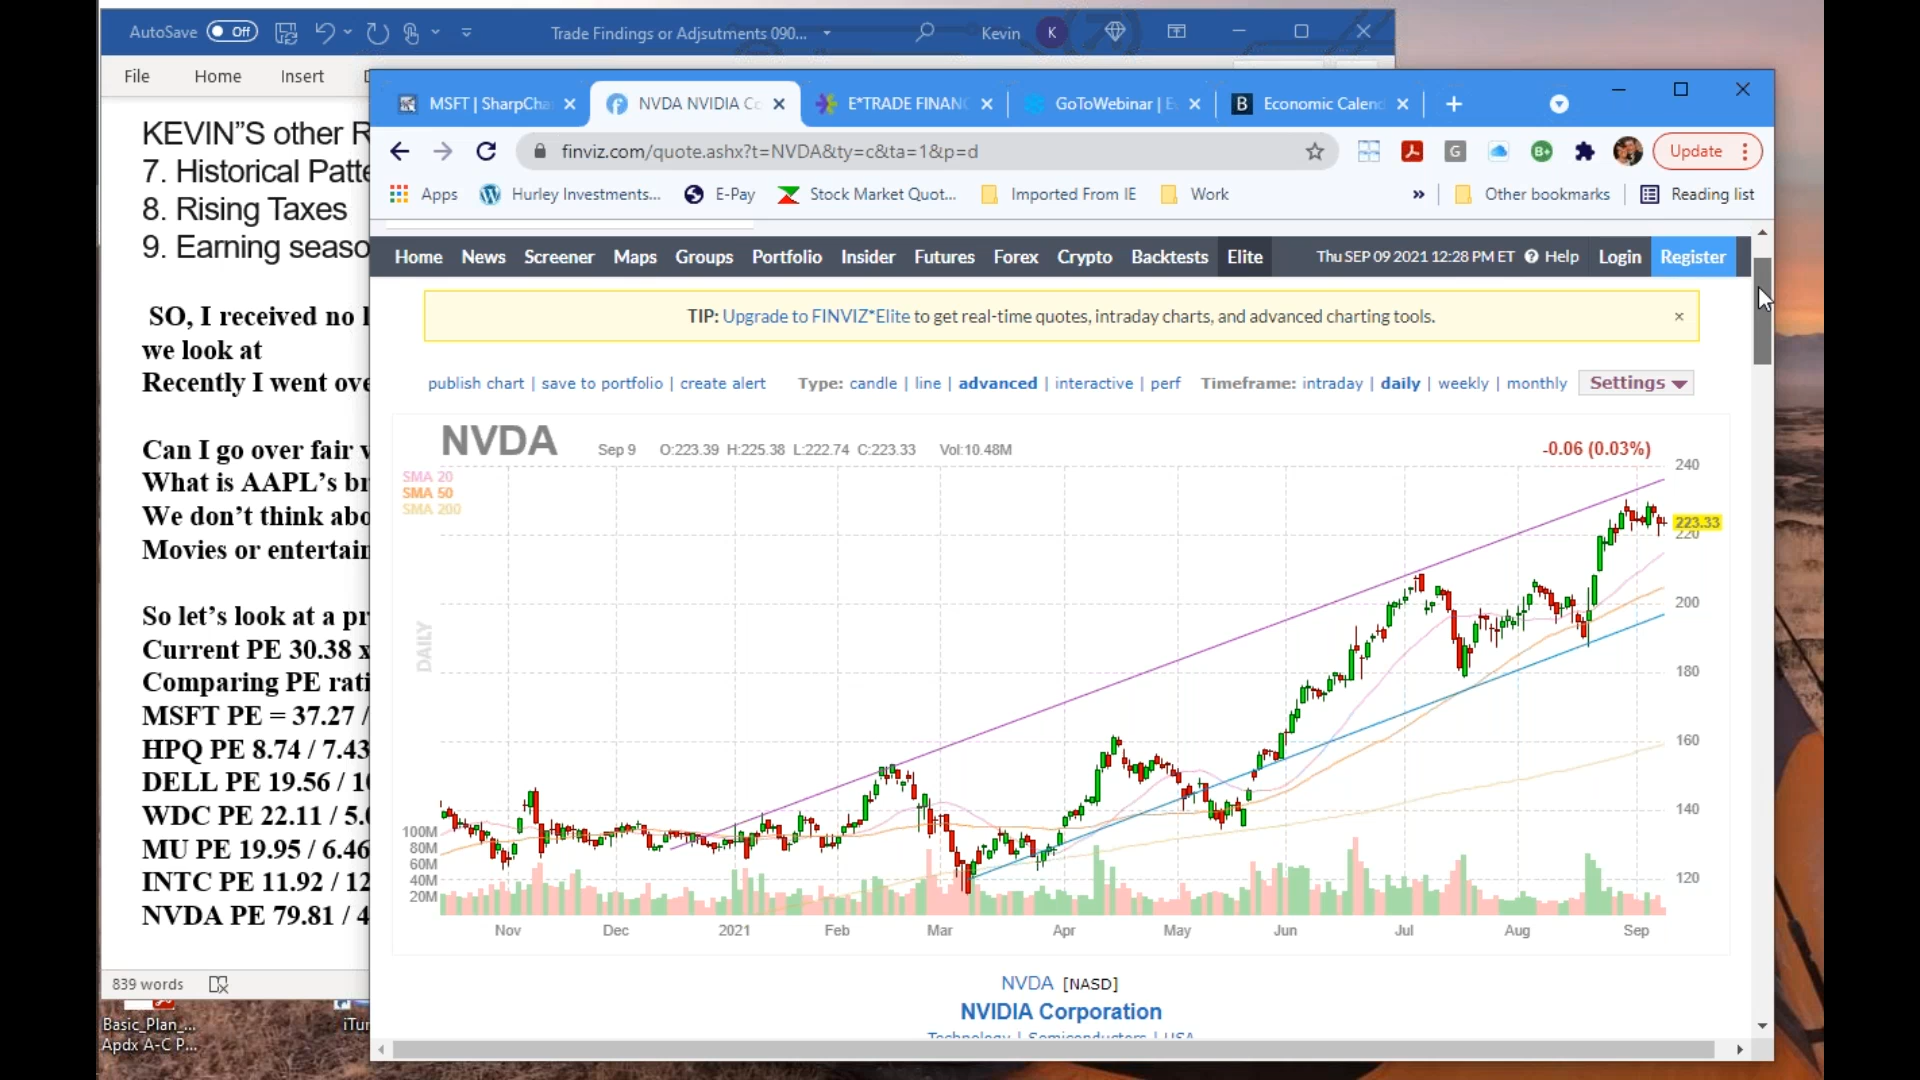 AutoSave Off
Trade Findings or Adjsutments 090...
Kevin K
File Home Insert
KEVIN"S other R
7. Historical Patte
8. Rising Taxes
9. Earning seaso
SO, I received no l
we look at
Recently I went ove
Can I go over fair v
What is AAPL's br
We don't think abo
Movies or entertain
So let's look at a pr
Current PE 30.38 x
Comparing PE rati
MSFT PE = 37.27 /
HPQ PE 8.74 / 7.43
DELL PE 19.56 / 10
WDC PE 22.11 / 5.0
MU PE 19.95 / 6.46
INTC PE 11.92 / 12
NVDA PE 79.81 / 4
839 words
Basic_Plan_...
Apdx A-C P...
iTur
MSFT | SharpCha
NVDA NVIDIA Co
E*TRADE FINANC
GoToWebinar | E
B Economic Calend
finviz.com/quote.ashx?t=NVDA&ty=c&ta=1&p=d
Update
Apps Hurley Investments... E-Pay Stock Market Quot... Imported From IE Work » Other bookmarks Reading list
Home News Screener Maps Groups Portfolio Insider Futures Forex Crypto Backtests Elite Thu SEP 09 2021 12:28 PM ET Help Login Register
TIP: Upgrade to FINVIZ*Elite to get real-time quotes, intraday charts, and advanced charting tools. ×
publish chart | save to portfolio | create alert Type: candle | line | advanced | interactive | perf Timeframe: intraday | daily | weekly | monthly Settings
NVDA Sep 9 O:223.39 H:225.38 L:222.74 C:223.33 Vol:10.48M -0.06 (0.03%)
SMA 20
SMA 50
SMA 200
DAILY
240
223.33
220
200
180
160
140
120
100M
80M
60M
40M
20M
Nov Dec 2021 Feb Mar Apr May Jun Jul Aug Sep
NVDA [NASD]
NVIDIA Corporation
Technology | Semiconductors | USA